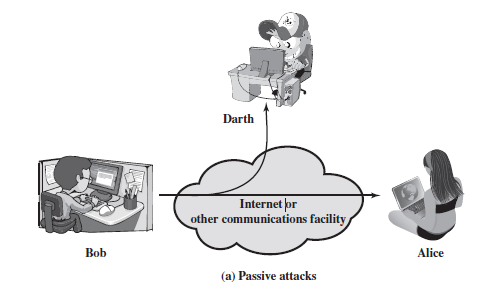 Darth
Internet or
other communications facility
Bob
Alice
(a) Passive attacks